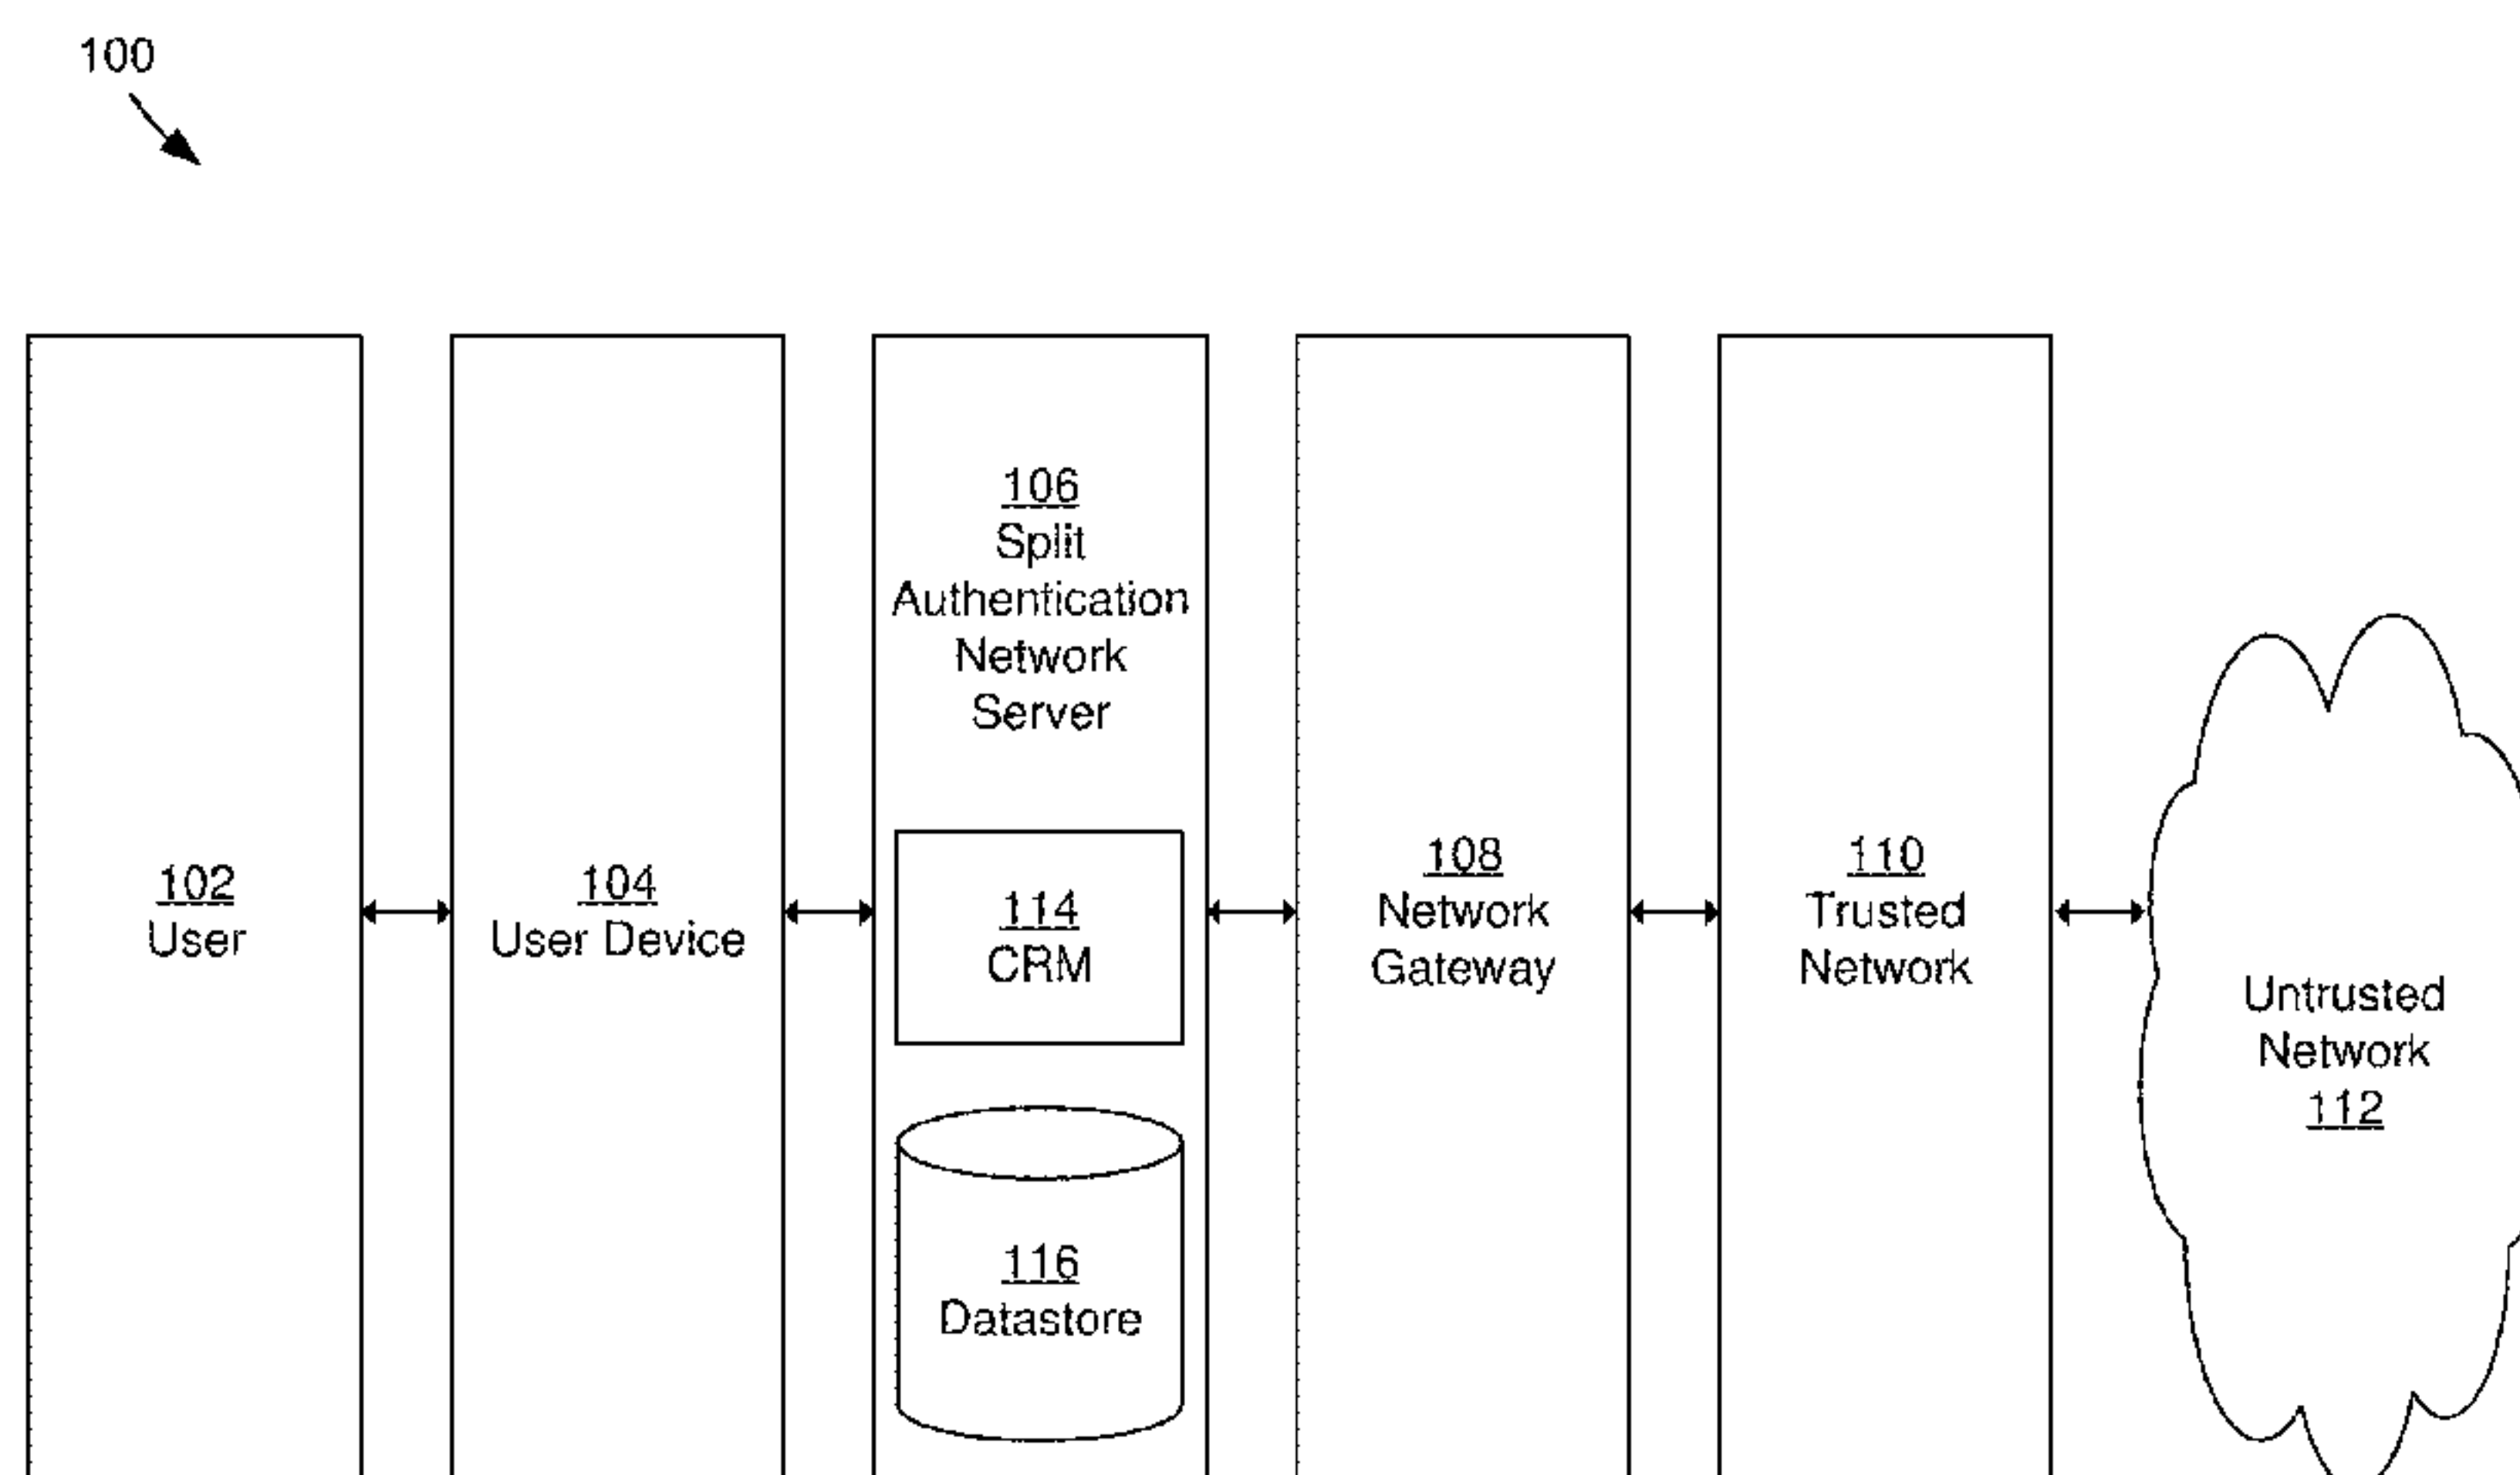 100
102
User
104
User Device
106
Split
Authentication
Network
Server
114
CRM
116
Datastore
108
Network
Gateway
110
Trusted
Network
Untrusted
Network
112